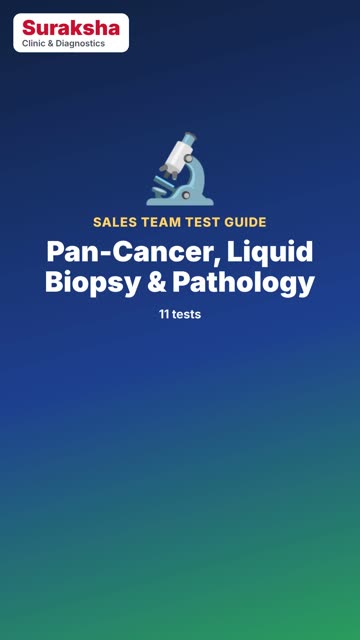 Suraksha
Clinic & Diagnostics
SALES TEAM TEST GUIDE
Pan-Cancer, Liquid
Biopsy & Pathology
11 tests